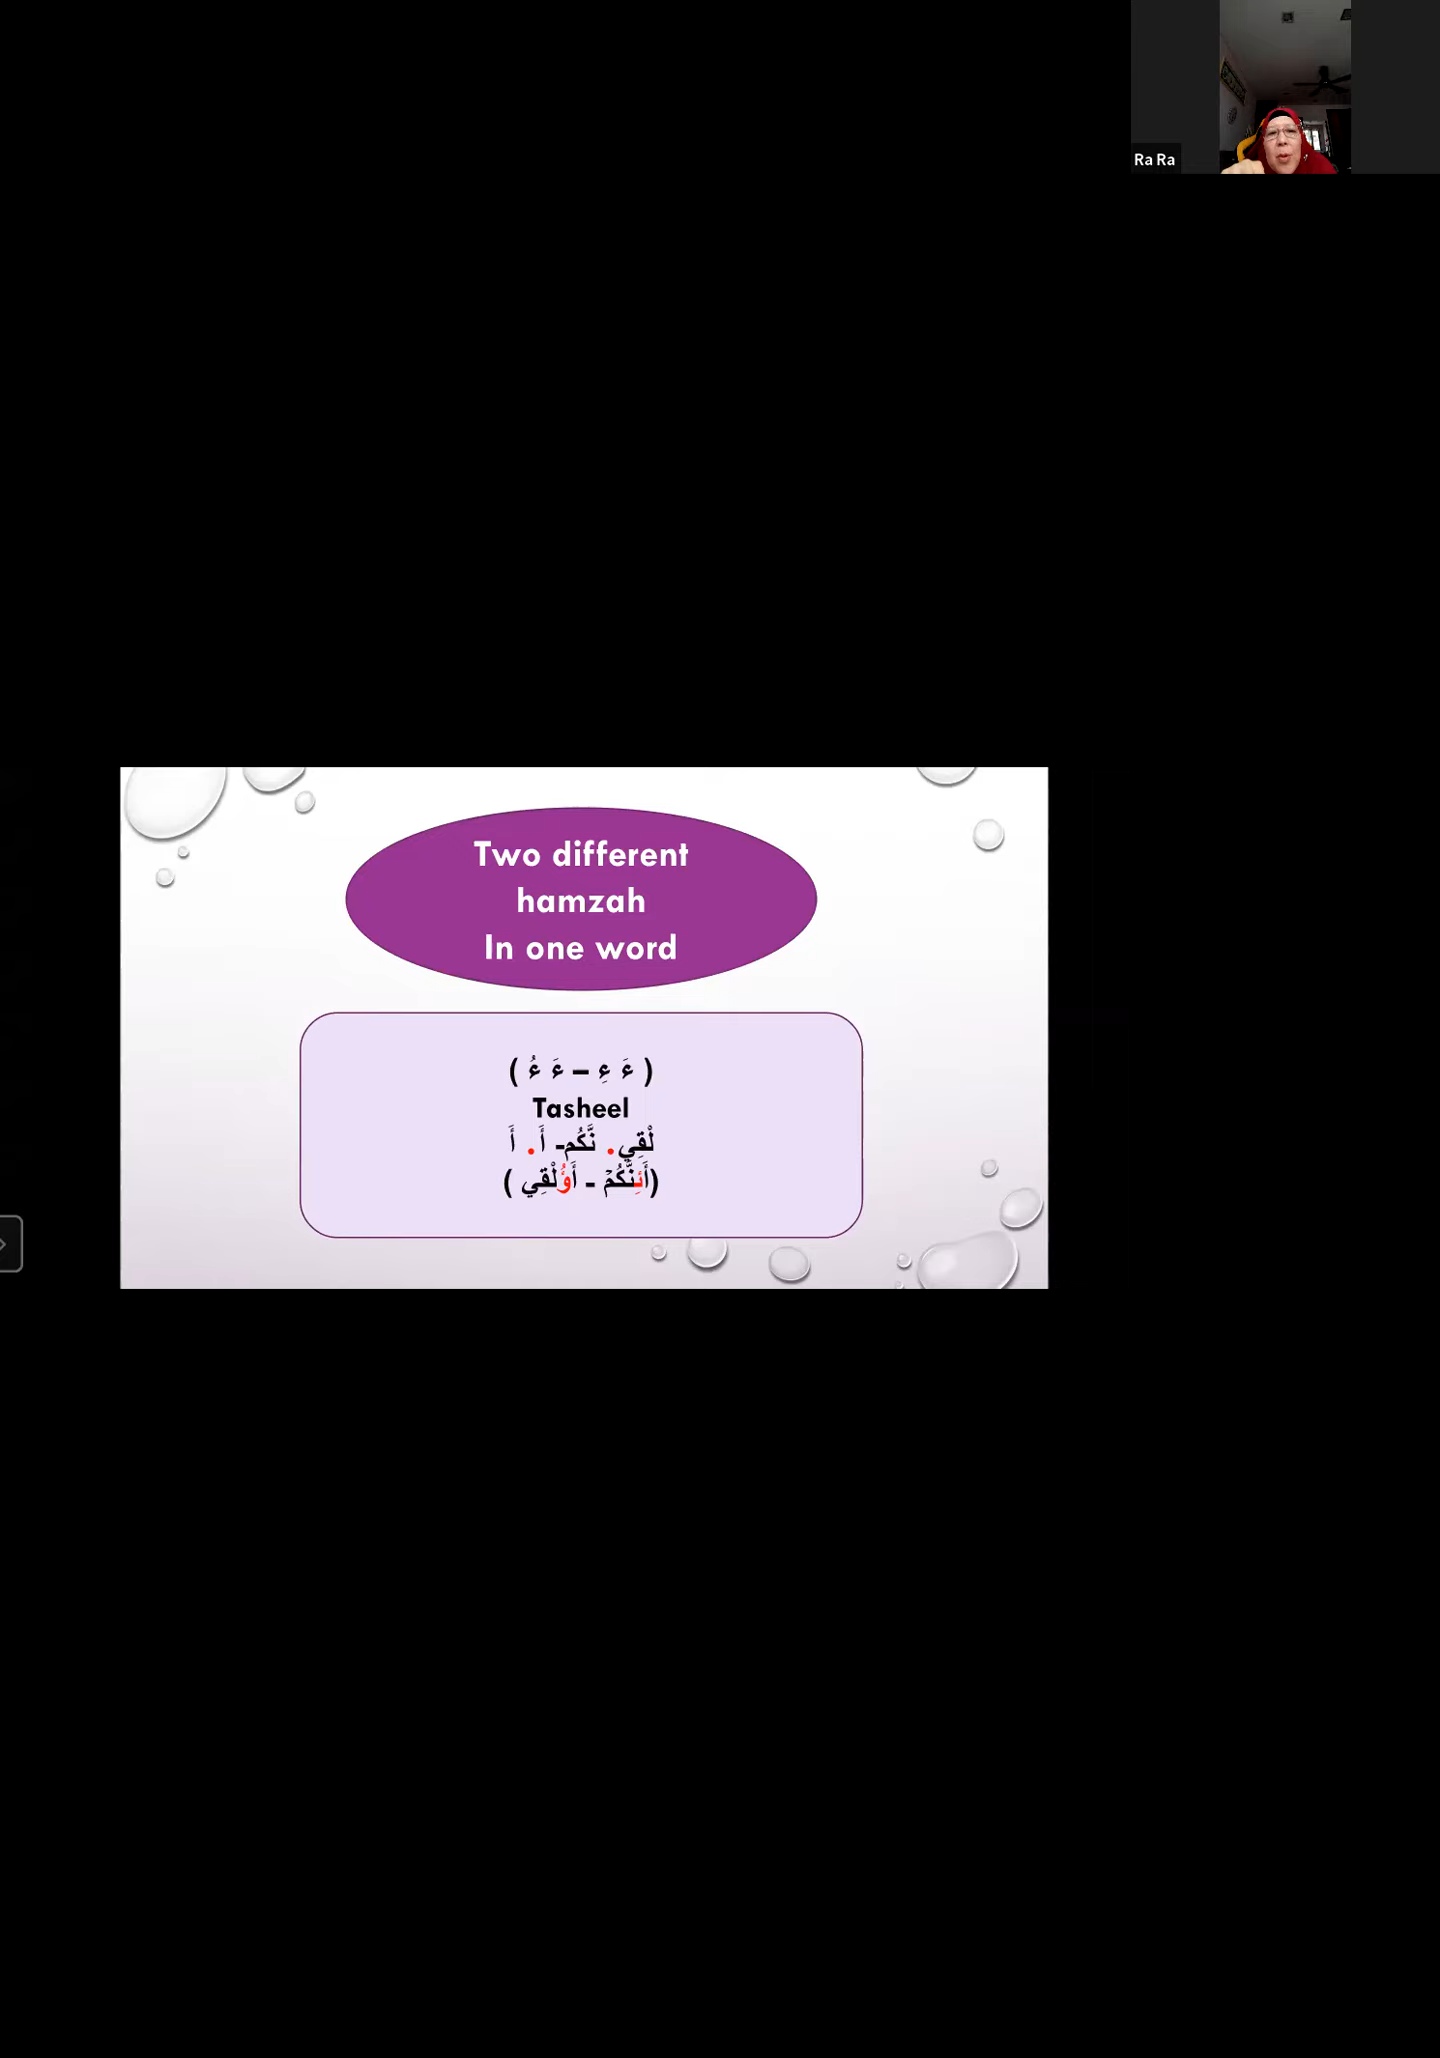 Ra Ra
Two different
hamzah
In one word
( ءَ ءِ – ءَ ءُ )
Tasheel
لْقِي. نَّكُم- أَ. أَ
(أَئِنَّكُمْ - أَؤُلْقِي )